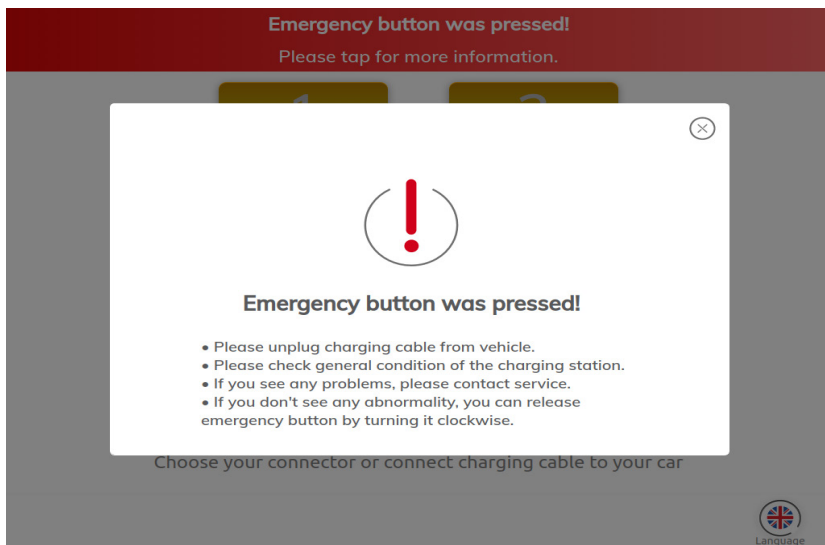 Emergency button was pressed!
Please tap for more information.
1
2
Emergency button was pressed!
• Please unplug charging cable from vehicle.
• Please check general condition of the charging station.
• If you see any problems, please contact service.
• If you don't see any abnormality, you can release
emergency button by turning it clockwise.
Choose your connector or connect charging cable to your car
Language